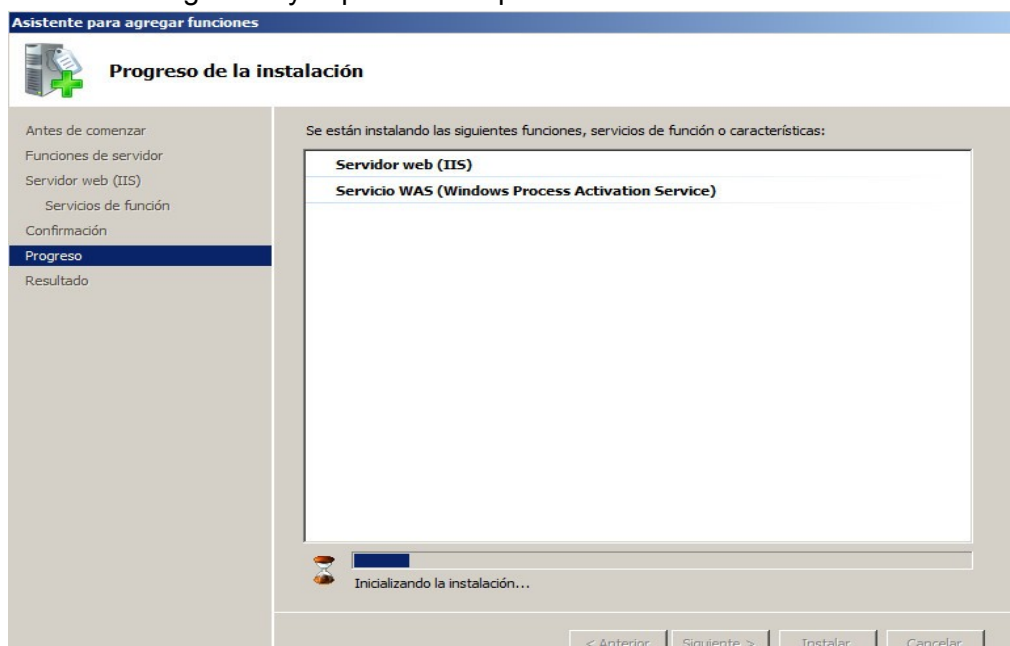 Asistente para agregar funciones
Progreso de la instalación
Antes de comenzar
Funciones de servidor
Servidor web (IIS)
Servicios de función
Confirmación
Progreso
Resultado
Se están instalando las siguientes funciones, servicios de función o características:
Servidor web (IIS)
Servicio WAS (Windows Process Activation Service)
Inicializando la instalación...
< Anterior Siguiente > Instalar Cancelar